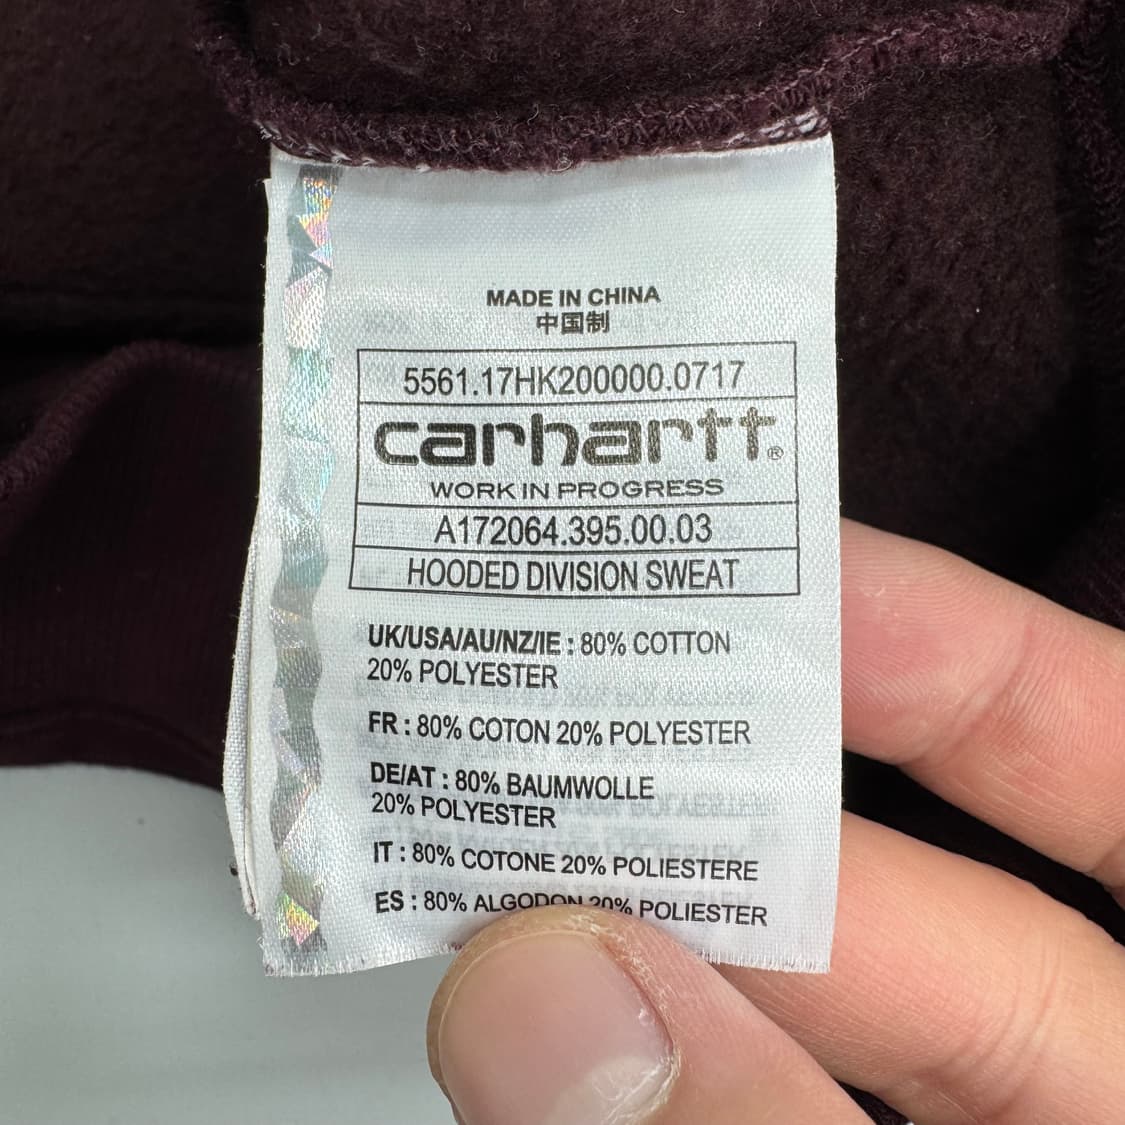 MADE IN CHINA
中国制
5561.17HK200000.0717
carhartt®
WORK IN PROGRESS
A172064.395.00.03
HOODED DIVISION SWEAT
UK/USA/AU/NZ/IE : 80% COTTON
20% POLYESTER
FR : 80% COTON 20% POLYESTER
DE/AT : 80% BAUMWOLLE
20% POLYESTER
IT : 80% COTONE 20% POLIESTERE
ES : 80% ALGODON 20% POLIESTER